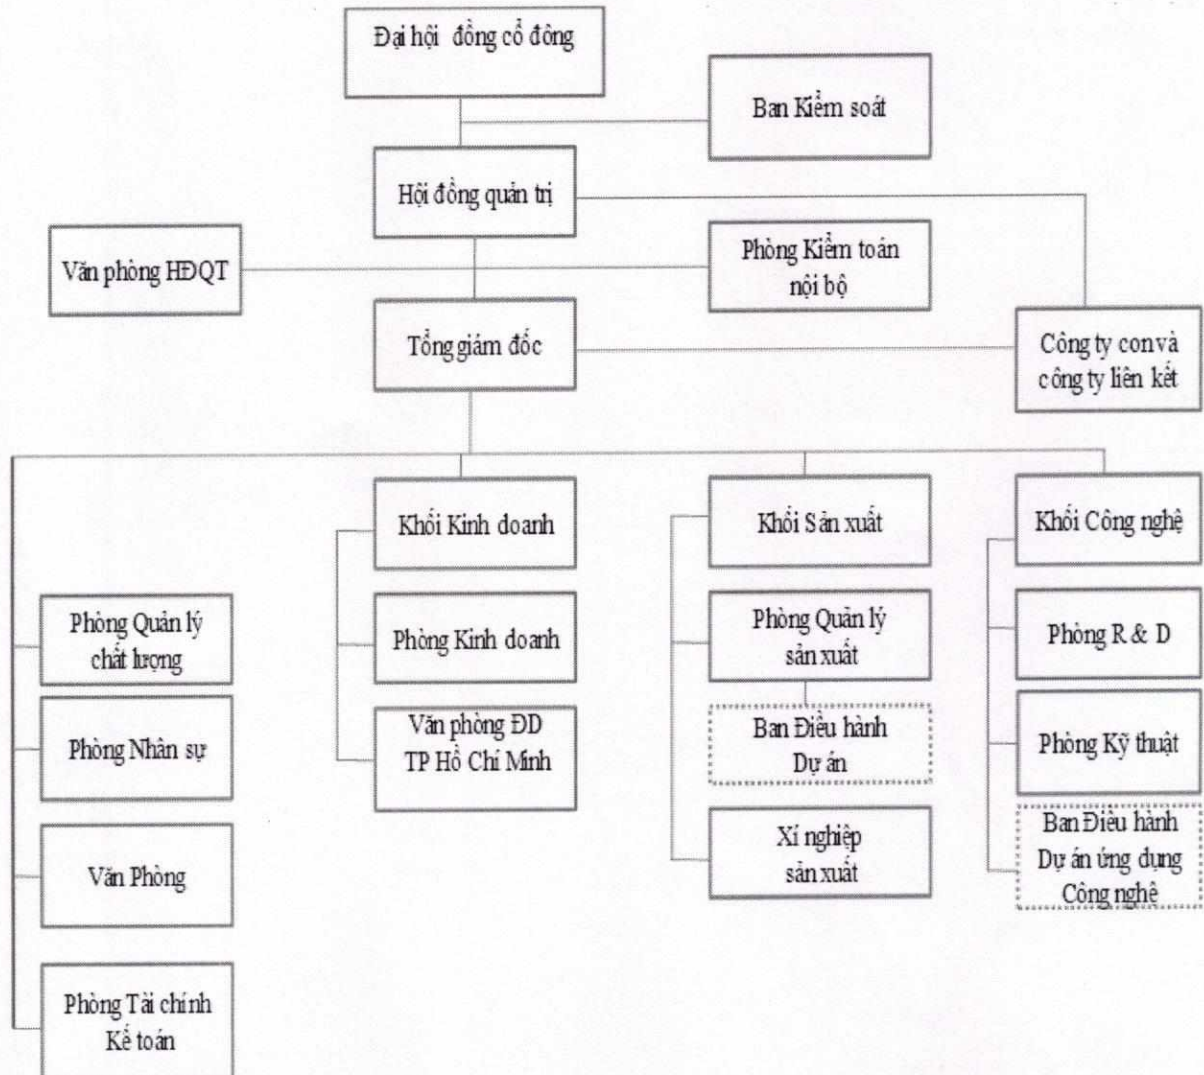 Đại hội đồng cổ đông
Ban Kiểm soát
Hội đồng quản trị
Văn phòng HĐQT
Phòng Kiểm toán
nội bộ
Tổng giám đốc
Công ty con và
công ty liên kết
Khối Kinh doanh
Khối Sản xuất
Khối Công nghệ
Phòng Quản lý
chất lượng
Phòng Kinh doanh
Phòng Quản lý
sản xuất
Phòng R & D
Phòng Nhân sự
Văn phòng ĐD
TP Hồ Chí Minh
Ban Điều hành
Dự án
Phòng Kỹ thuật
Văn Phòng
Xí nghiệp
sản xuất
Ban Điều hành
Dự án ứng dụng
Công nghệ
Phòng Tài chính
Kế toán